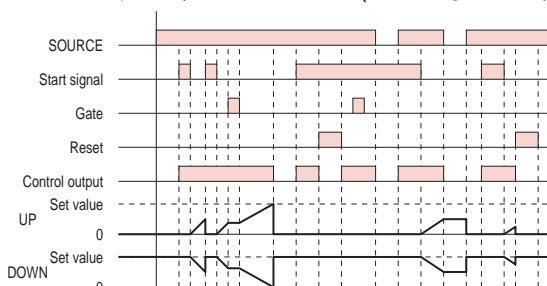 SOURCE
Start signal
Gate
Reset
Control output
Set value
UP
0
Set value
DOWN
0